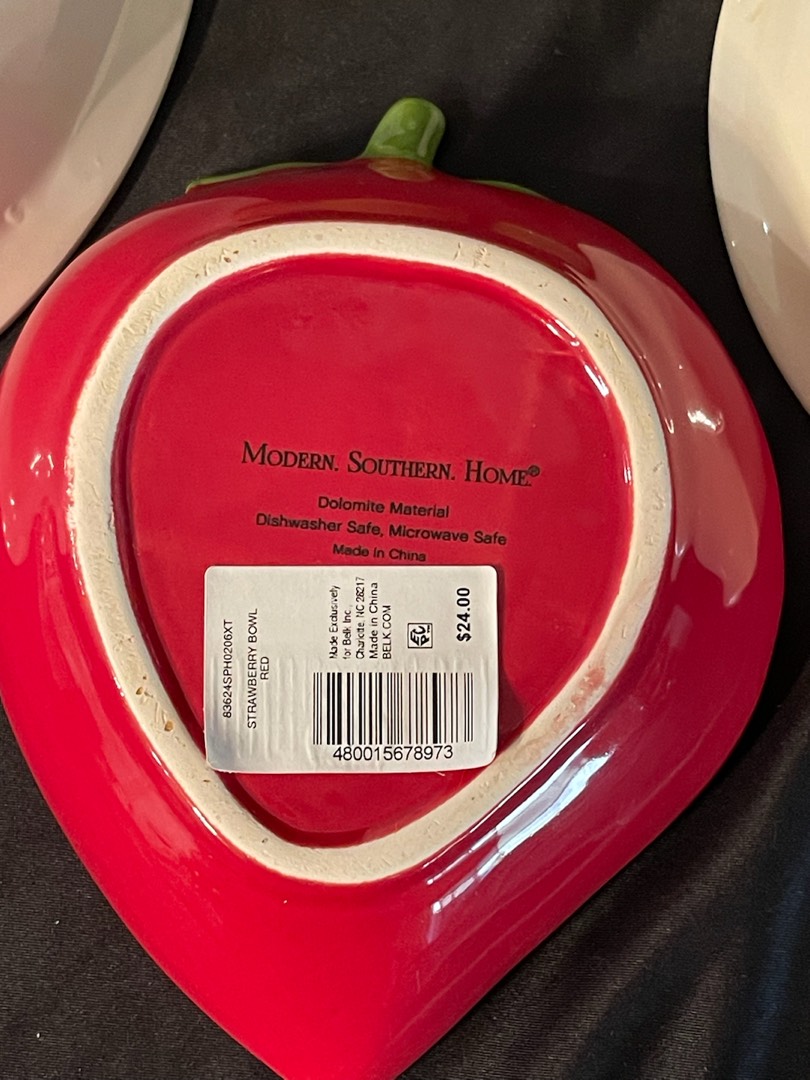 MODERN. SOUTHERN. HOME.®
Dolomite Material
Dishwasher Safe, Microwave Safe
Made in China
83624SPH0206XT
STRAWBERRY BOWL
RED
Made Exclusively
for Belk Inc.,
Charlotte, NC 28217
Made in China
BELK.COM
$24.00
480015678973